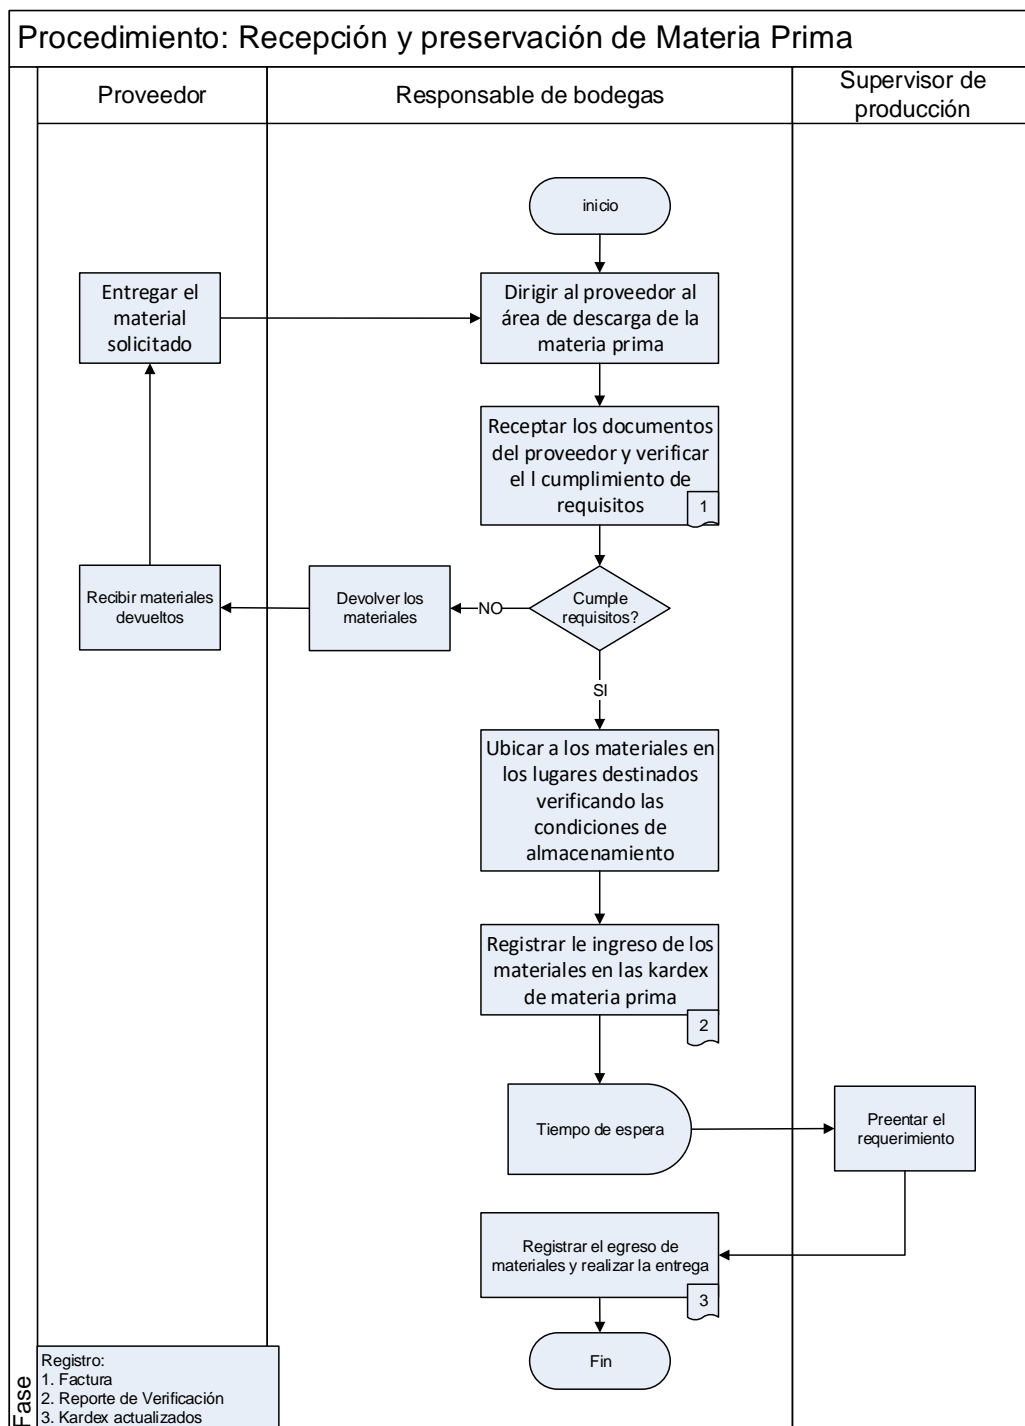 Procedimiento: Recepción y preservación de Materia Prima
Proveedor
Responsable de bodegas
Supervisor de
producción
inicio
Entregar el
material
solicitado
Dirigir al proveedor al
área de descarga de la
materia prima
Receptar los documentos
del proveedor y verificar
el l cumplimiento de
requisitos
1
Recibir materiales
devueltos
Devolver los
materiales
NO
Cumple
requisitos?
SI
Ubicar a los materiales en
los lugares destinados
verificando las
condiciones de
almacenamiento
Registrar le ingreso de los
materiales en las kardex
de materia prima
2
Tiempo de espera
Preentar el
requerimiento
Registrar el egreso de
materiales y realizar la entrega
3
Fin
Fase
Registro:
1. Factura
2. Reporte de Verificación
3. Kardex actualizados